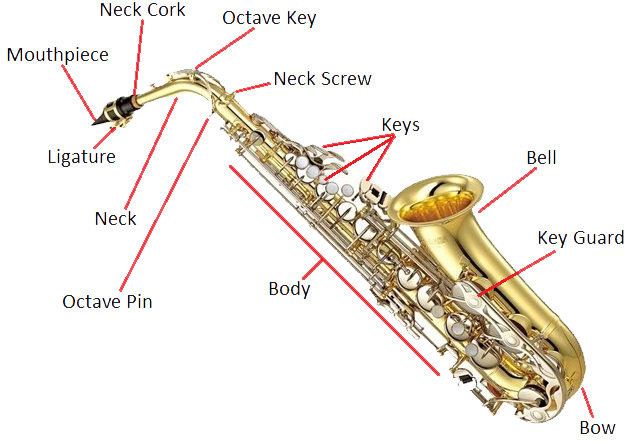 Neck Cork
Octave Key
Mouthpiece
Neck Screw
Keys
Ligature
Bell
Neck
Key Guard
Body
Octave Pin
Bow